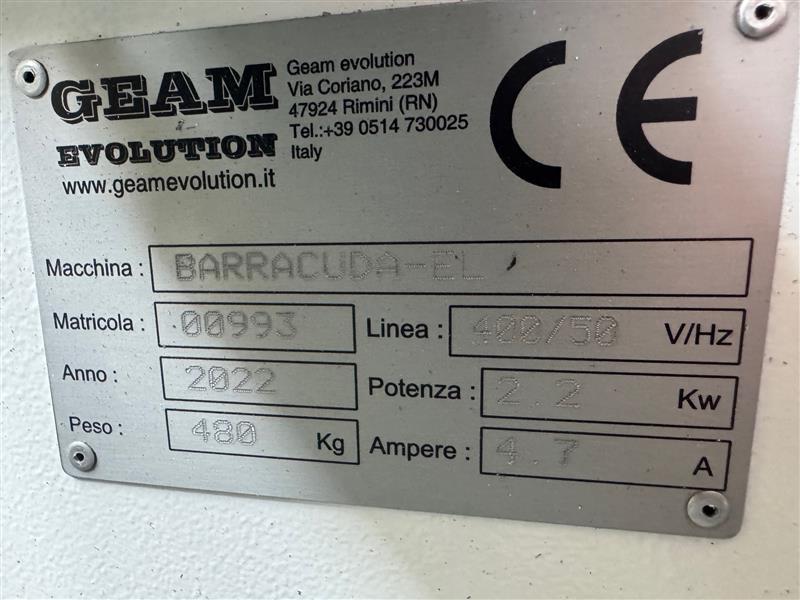 GEAM
EVOLUTION
www.geamevolution.it
Geam evolution
Via Coriano, 223M
47924 Rimini (RN)
Tel.:+39 0514 730025
Italy
CE
Macchina : BARRACUDA-EL
Matricola : 00993 Linea : 400/50 V/Hz
Anno : 2022 Potenza : 2.2 Kw
Peso : 480 Kg Ampere : 4.7 A